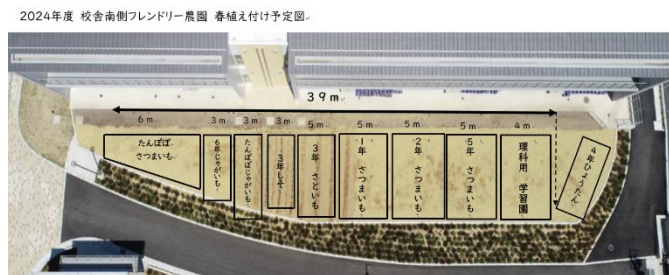 2024年度 校舎南側フレンドリー農園 春植え付け予定図
39m
6m
3m
3m
3m
5m
5m
5m
5m
4m
たんぽぽ
さつまいも
6年じゃがいも
たんぽぽじゃがいも
3年しそ
3年 さといも
1年 さつまいも
2年 さつまいも
5年 さつまいも
理科用 学習園
4年ひょうたん